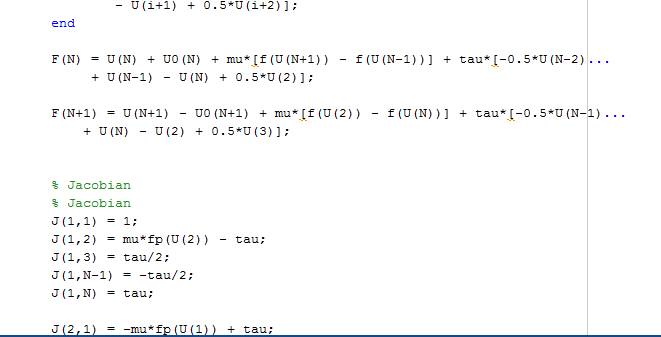 - U(i+1) + 0.5*U(i+2)];
end
F(N) = U(N) + U0(N) + mu*[f(U(N+1)) - f(U(N-1))] + tau*[-0.5*U(N-2)...
+ U(N-1) - U(N) + 0.5*U(2)];
F(N+1) = U(N+1) - U0(N+1) + mu*[f(U(2)) - f(U(N))] + tau*[-0.5*U(N-1)...
+ U(N) - U(2) + 0.5*U(3)];
% Jacobian
% Jacobian
J(1,1) = 1;
J(1,2) = mu*fp(U(2)) - tau;
J(1,3) = tau/2;
J(1,N-1) = -tau/2;
J(1,N) = tau;
J(2,1) = -mu*fp(U(1)) + tau;